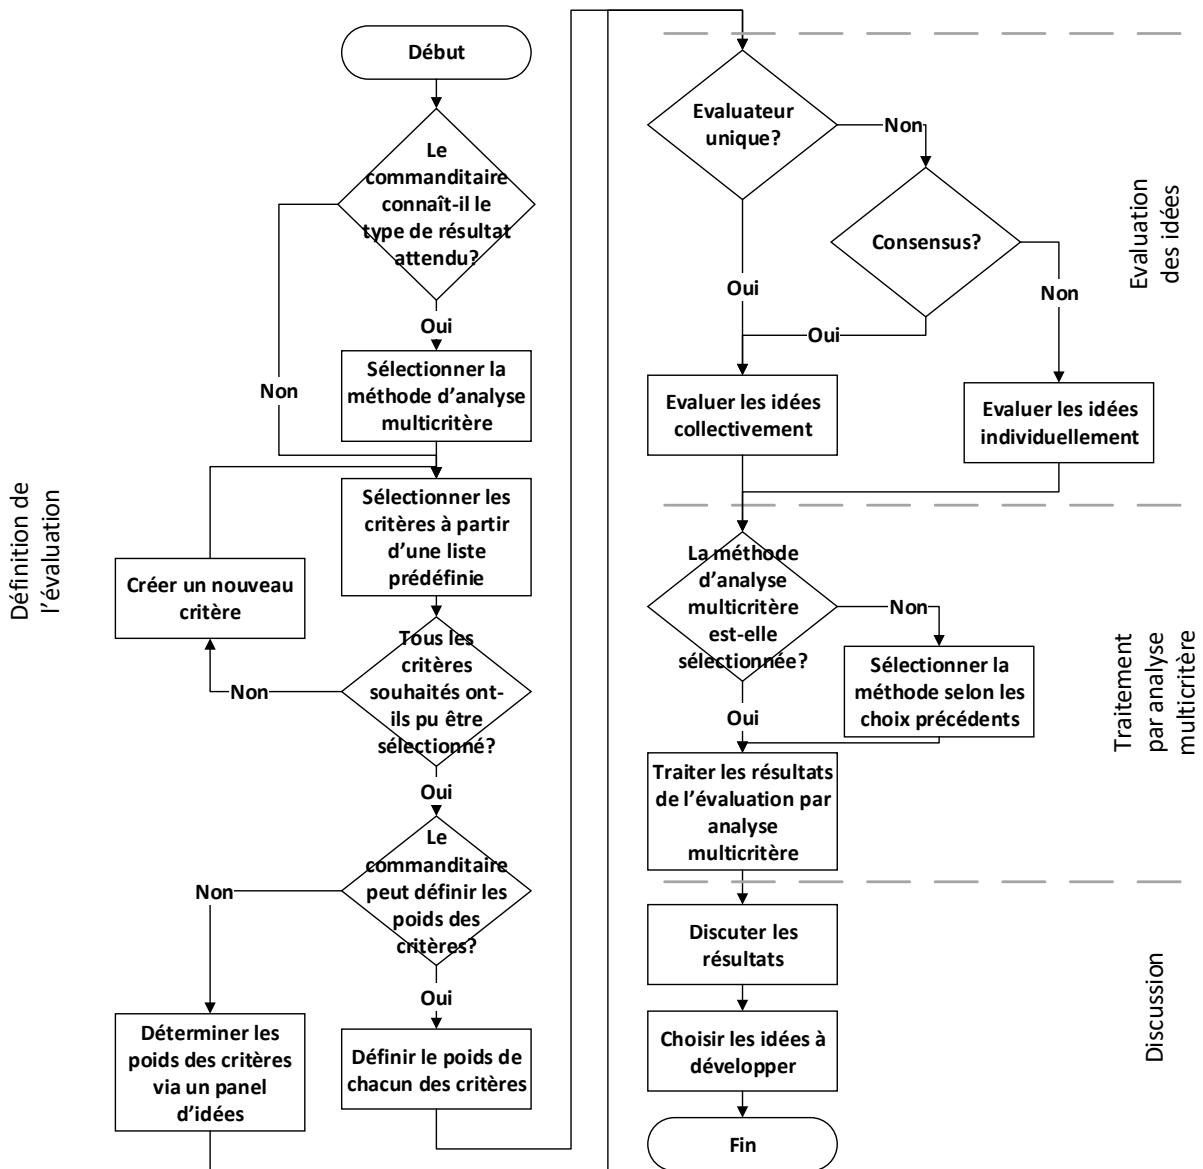 Début
Le
commanditaire
connaît-il le
type de résultat
attendu?
Oui
Non
Sélectionner la
méthode d'analyse
multicritère
Sélectionner les
critères à partir
d'une liste
prédéfinie
Créer un nouveau
critère
Tous les
critères
souhaités ont-
ils pu être
sélectionné?
Non
Oui
Le
commanditaire
peut définir les
poids des
critères?
Non
Oui
Déterminer les
poids des critères
via un panel
d'idées
Définir le poids de
chacun des critères
Définition de
l'évaluation
Evaluateur
unique?
Non
Consensus?
Oui
Oui
Non
Evaluer les idées
collectivement
Evaluer les idées
individuellement
Evaluation
des idées
La méthode
d'analyse
multicritère
est-elle
sélectionnée?
Non
Sélectionner la
méthode selon les
choix précédents
Oui
Traiter les résultats
de l'évaluation par
analyse
multicritère
Traitement
par analyse
multicritère
Discuter les
résultats
Choisir les idées à
développer
Fin
Discussion